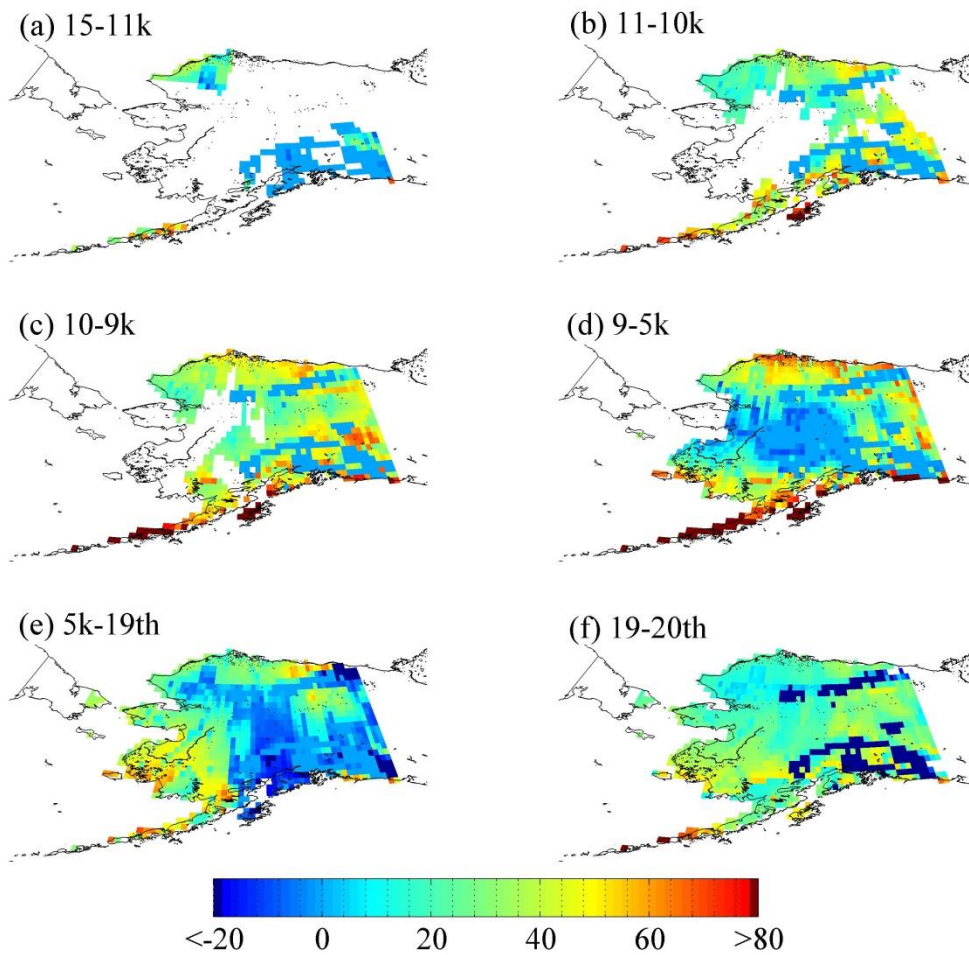 (a) 15-11k
(b) 11-10k
(c) 10-9k
(d) 9-5k
(e) 5k-19th
(f) 19-20th
<-20 0 20 40 60 >80